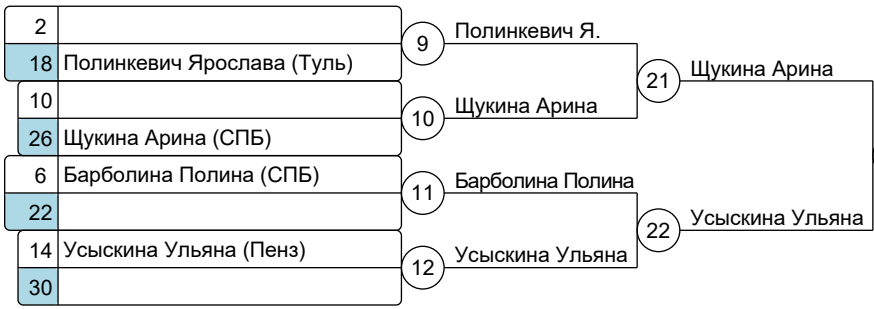 2
9
Полинкевич Я.
18 Полинкевич Ярослава (Туль)
21
Щукина Арина
10
10
Щукина Арина
26 Щукина Арина (СПБ)
6 Барболина Полина (СПБ)
11
Барболина Полина
22
22
Усыскина Ульяна
14 Усыскина Ульяна (Пенз)
12
Усыскина Ульяна
30